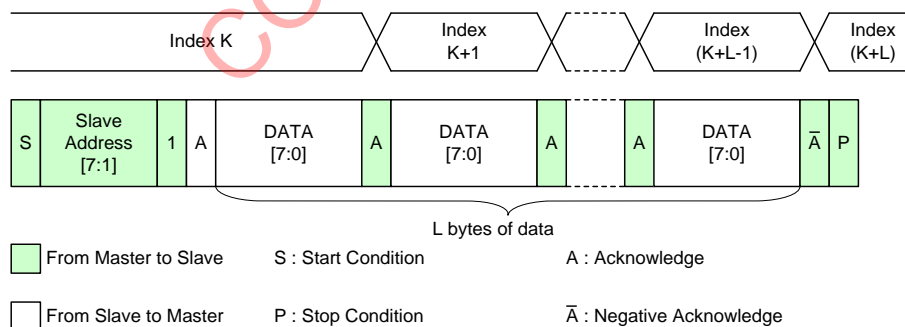 Index K
Index
K+1
Index
(K+L-1)
Index
(K+L)
S
Slave
Address
[7:1]
1
A
DATA
[7:0]
A
DATA
[7:0]
A
A
DATA
[7:0]
A̅
P
L bytes of data
From Master to Slave
S : Start Condition
A : Acknowledge
From Slave to Master
P : Stop Condition
A̅ : Negative Acknowledge